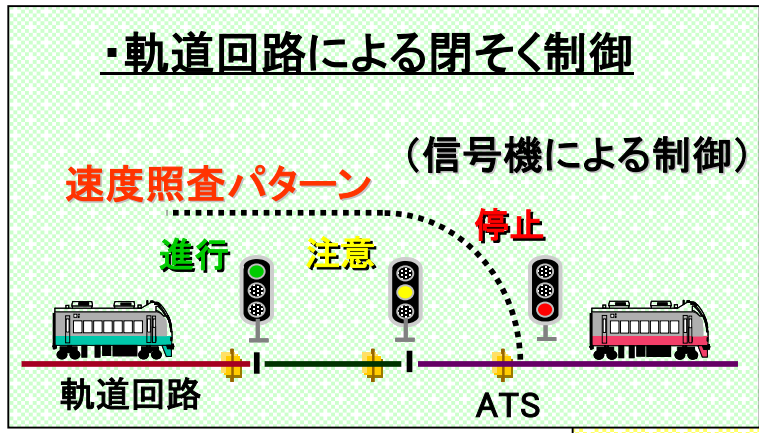 ・軌道回路による閉そく制御
（信号機による制御）
速度照査パターン
停止
進行
注意
軌道回路
ATS